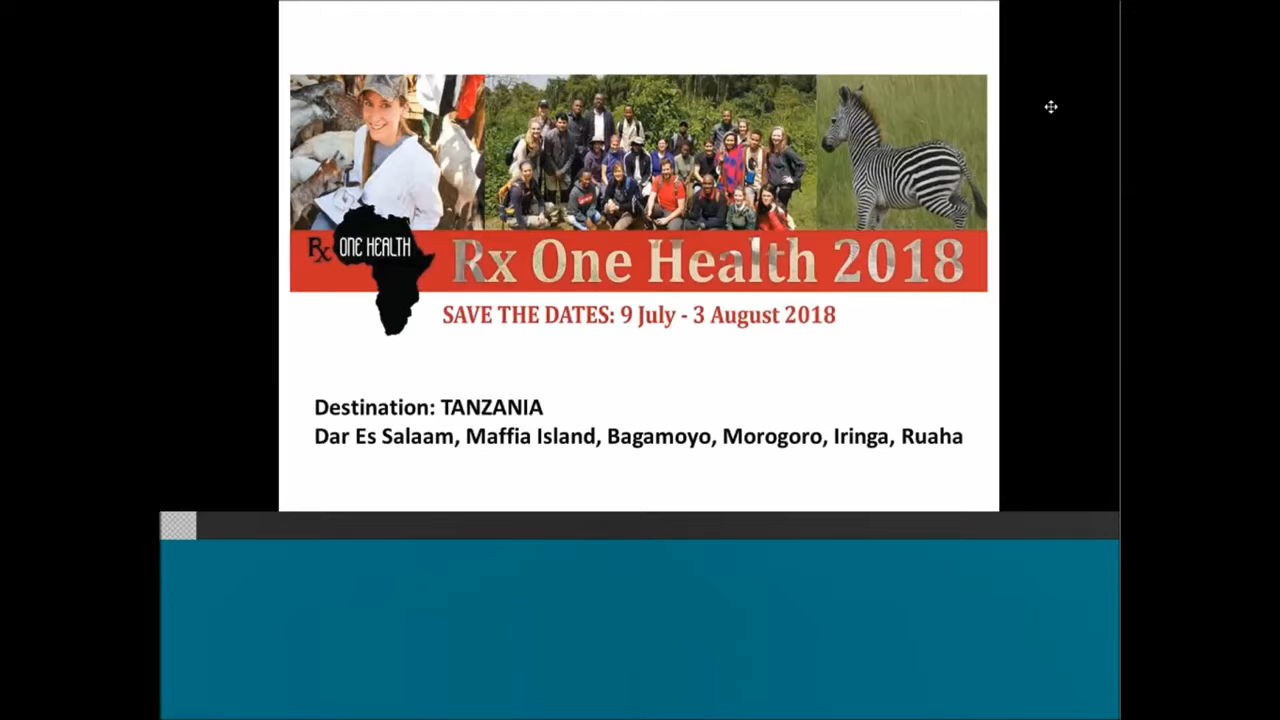 Rx ONE HEALTH
Rx One Health 2018
SAVE THE DATES: 9 July - 3 August 2018
Destination: TANZANIA
Dar Es Salaam, Maffia Island, Bagamoyo, Morogoro, Iringa, Ruaha